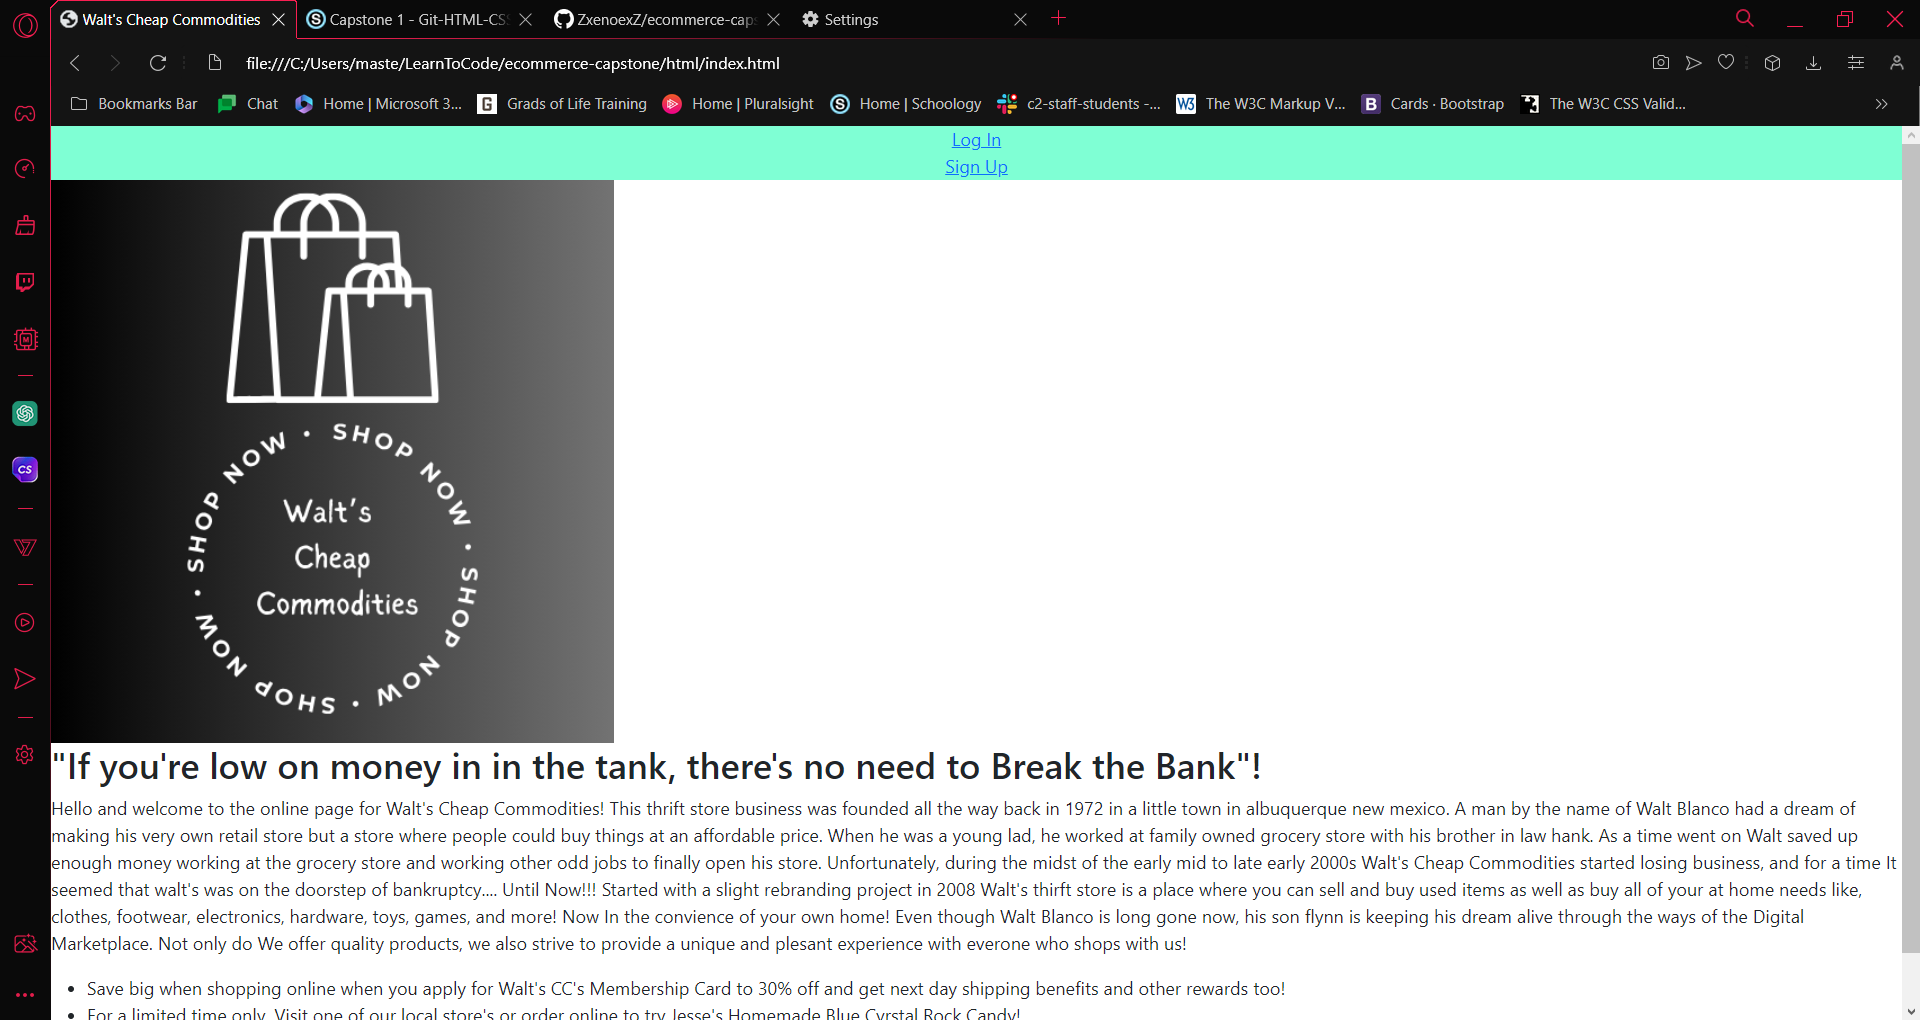 Walt's Cheap Commodities
Capstone 1 - Git-HTML-CS
ZxenoexZ/ecommerce-cap
Settings
file:///C:/Users/maste/LearnToCode/ecommerce-capstone/html/index.html
Bookmarks Bar
Chat
Home | Microsoft 3...
Grads of Life Training
Home | Pluralsight
Home | Schoology
c2-staff-students -...
The W3C Markup V...
Cards · Bootstrap
The W3C CSS Valid...
Log In
Sign Up
SHOP NOW • SHOP NOW • SHOP NOW • SHOP NOW •
Walt's
Cheap
Commodities
"If you're low on money in in the tank, there's no need to Break the Bank"!
Hello and welcome to the online page for Walt's Cheap Commodities! This thrift store business was founded all the way back in 1972 in a little town in albuquerque new mexico. A man by the name of Walt Blanco had a dream of
making his very own retail store but a store where people could buy things at an affordable price. When he was a young lad, he worked at family owned grocery store with his brother in law hank. As a time went on Walt saved up
enough money working at the grocery store and working other odd jobs to finally open his store. Unfortunately, during the midst of the early mid to late early 2000s Walt's Cheap Commodities started losing business, and for a time It
seemed that walt's was on the doorstep of bankruptcy.... Until Now!!! Started with a slight rebranding project in 2008 Walt's thirft store is a place where you can sell and buy used items as well as buy all of your at home needs like,
clothes, footwear, electronics, hardware, toys, games, and more! Now In the convience of your own home! Even though Walt Blanco is long gone now, his son flynn is keeping his dream alive through the ways of the Digital
Marketplace. Not only do We offer quality products, we also strive to provide a unique and plesant experience with everone who shops with us!
• Save big when shopping online when you apply for Walt's CC's Membership Card to 30% off and get next day shipping benefits and other rewards too!
• For a limited time only, Visit one of our local store's or order online to try Jesse's Homemade Blue Cyrstal Rock Candy!